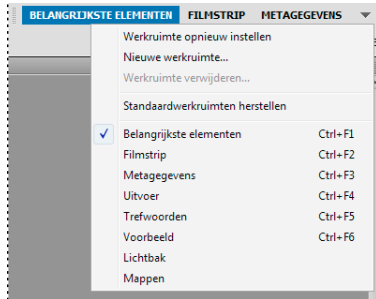 BELANGRIJKSTE ELEMENTEN FILMSTRIP METAGEGEVENS
Werkruimte opnieuw instellen
Nieuwe werkruimte...
Werkruimte verwijderen...
Standaardwerkruimten herstellen
Belangrijkste elementen Ctrl+F1
Filmstrip Ctrl+F2
Metagegevens Ctrl+F3
Uitvoer Ctrl+F4
Trefwoorden Ctrl+F5
Voorbeeld Ctrl+F6
Lichtbak
Mappen